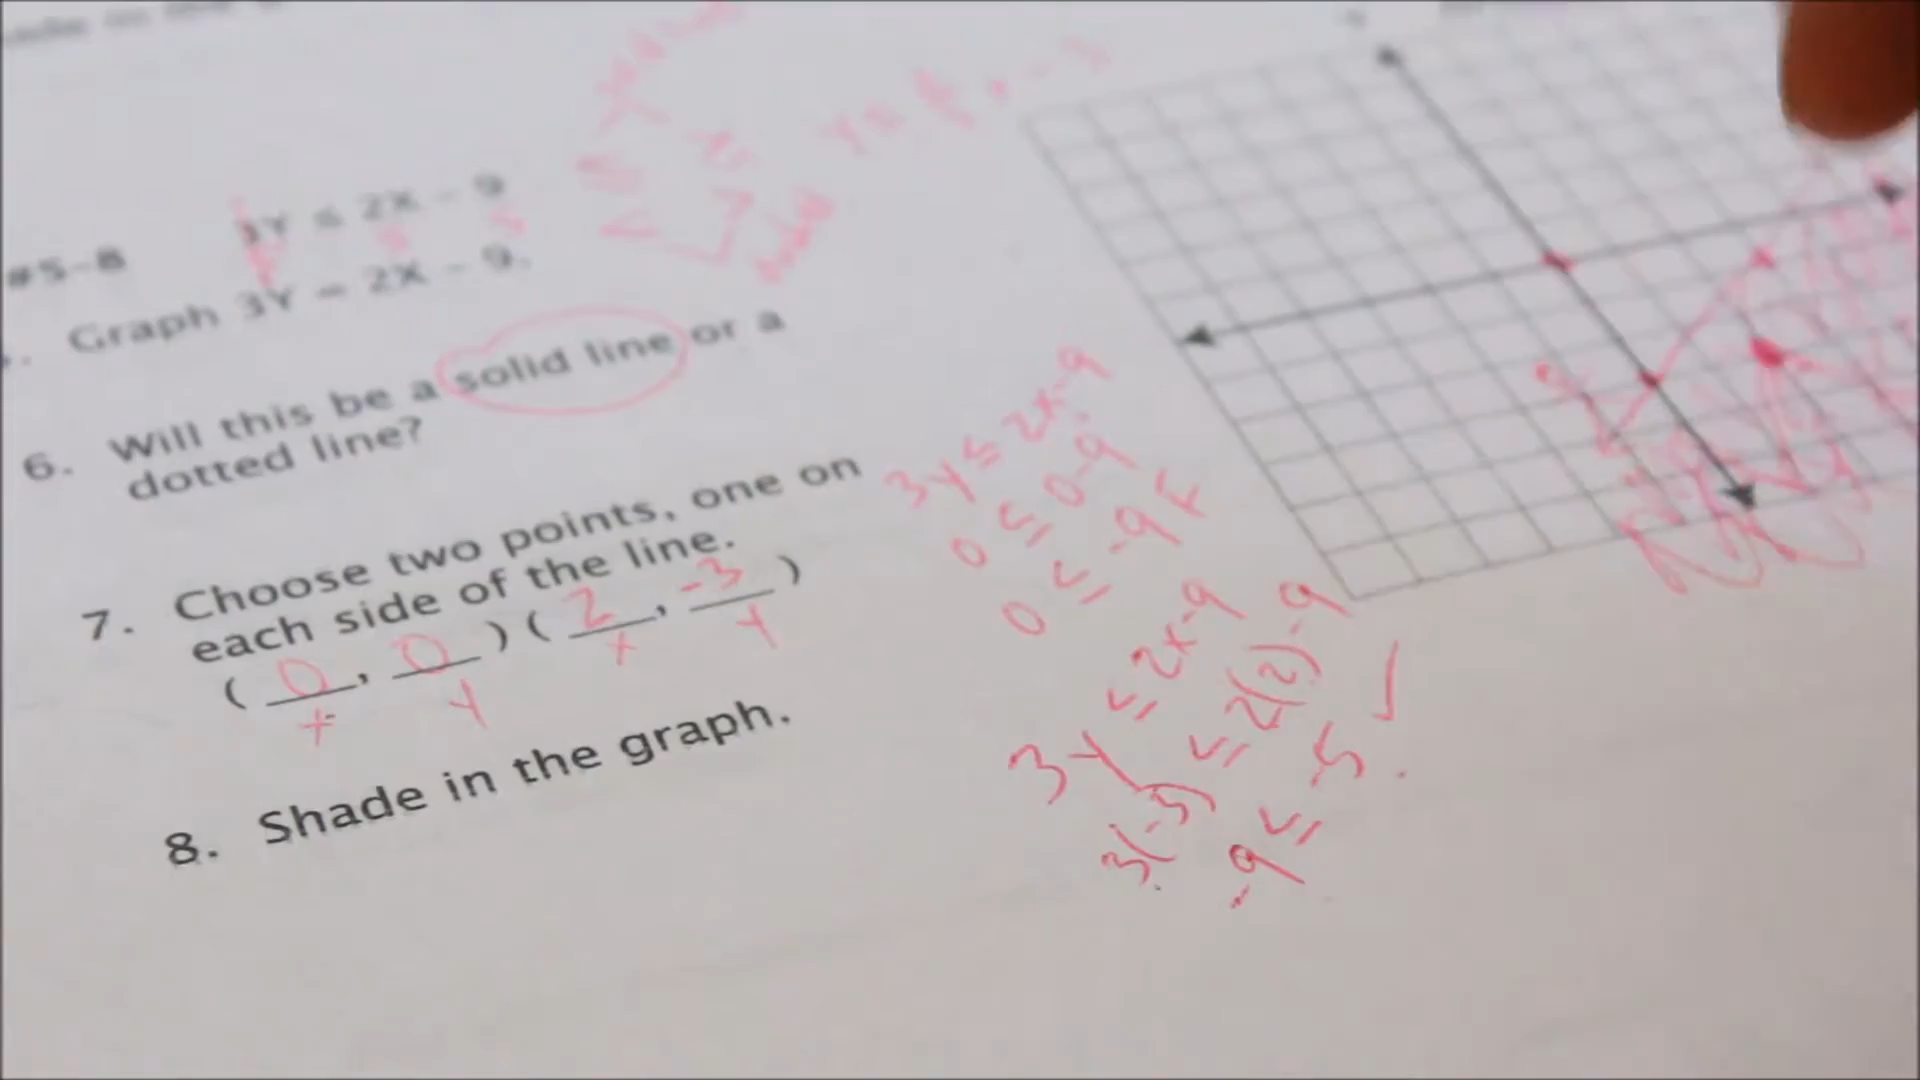 #5-8
3Y ≤ 2X - 9
Graph 3Y = 2X - 9.
6. Will this be a solid line or a
dotted line?
7. Choose two points, one on
each side of the line.
( 0 , 0 ) ( 2 , -3 )
x y x y
8. Shade in the graph.
3y ≤ 2x-9
0 ≤ 0-9
0 ≤ -9 F
3y ≤ 2x-9
3(-3) ≤ 2(2)-9
-9 ≤ -5 ✓